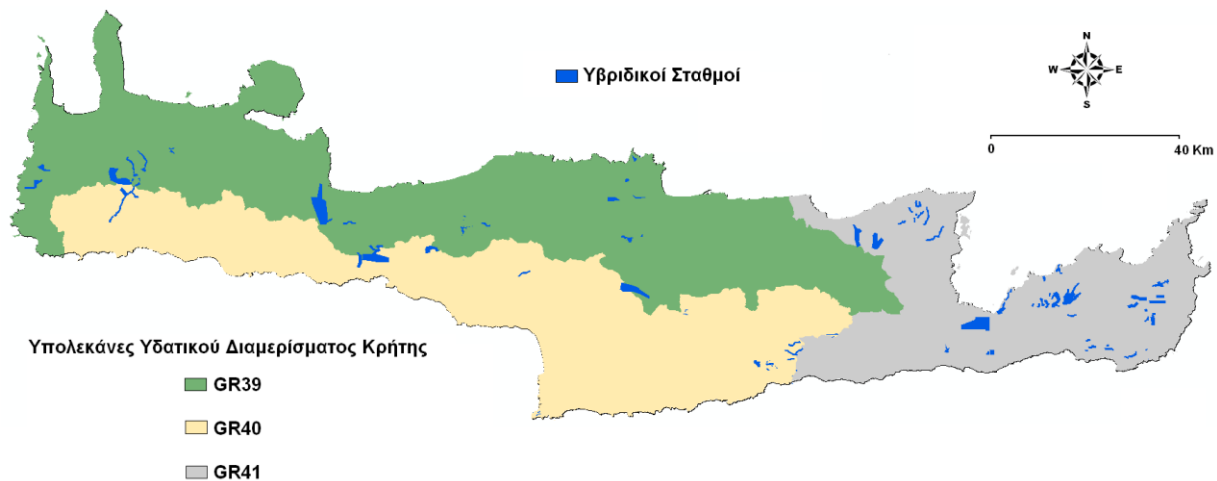 Υβριδικοί Σταθμοί
N
W E
S
0 40 Km
Υπολεκάνες Υδατικού Διαμερίσματος Κρήτης
GR39
GR40
GR41